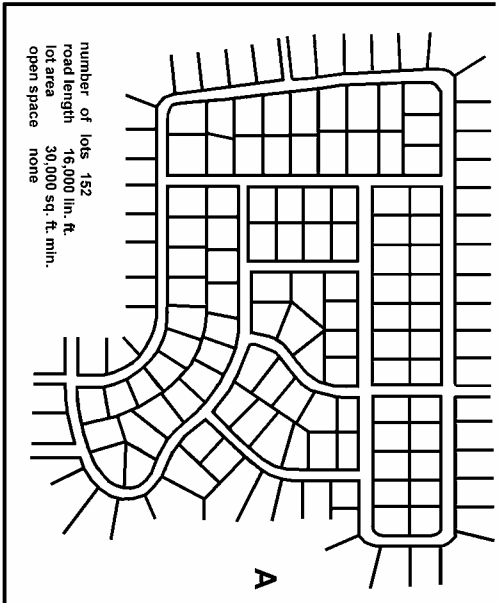 number of lots 152
road length 16,000 lin. ft.
lot area 30,000 sq. ft. min.
open space none
A